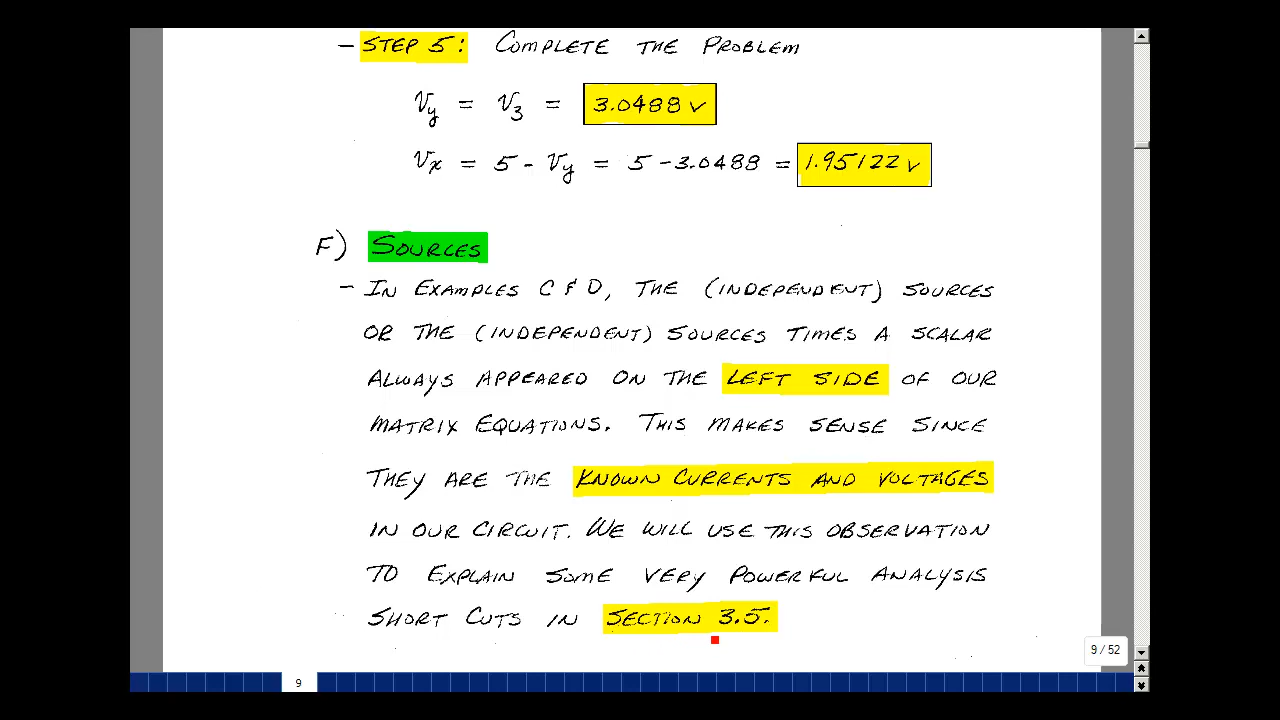 - STEP 5: COMPLETE THE PROBLEM
Vy = V3 = 3.0488 V
Vx = 5 - Vy = 5 - 3.0488 = 1.95122 V
F) SOURCES
- IN EXAMPLES C & D, THE (INDEPENDENT) SOURCES
OR THE (INDEPENDENT) SOURCES TIMES A SCALAR
ALWAYS APPEARED ON THE LEFT SIDE OF OUR
MATRIX EQUATIONS. THIS MAKES SENSE SINCE
THEY ARE THE KNOWN CURRENTS AND VOLTAGES
IN OUR CIRCUIT. WE WILL USE THIS OBSERVATION
TO EXPLAIN SOME VERY POWERFUL ANALYSIS
SHORT CUTS IN SECTION 3.5.
9 / 52
9